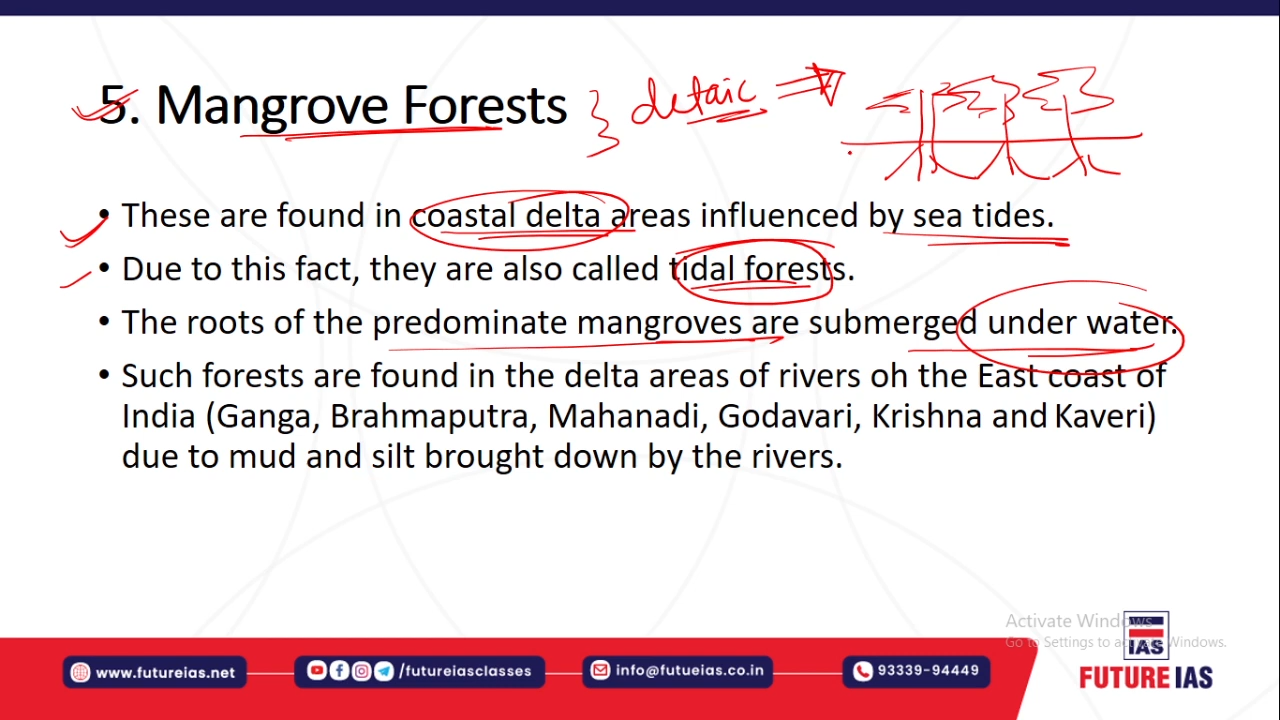 5. Mangrove Forests
detaic
• These are found in coastal delta areas influenced by sea tides.
• Due to this fact, they are also called tidal forests.
• The roots of the predominate mangroves are submerged under water.
• Such forests are found in the delta areas of rivers oh the East coast of
India (Ganga, Brahmaputra, Mahanadi, Godavari, Krishna and Kaveri)
due to mud and silt brought down by the rivers.
Activate Windows
Go to Settings to activate Windows.
IAS
FUTURE IAS
www.futureias.net
/futureiasclasses
info@futueias.co.in
93339-94449